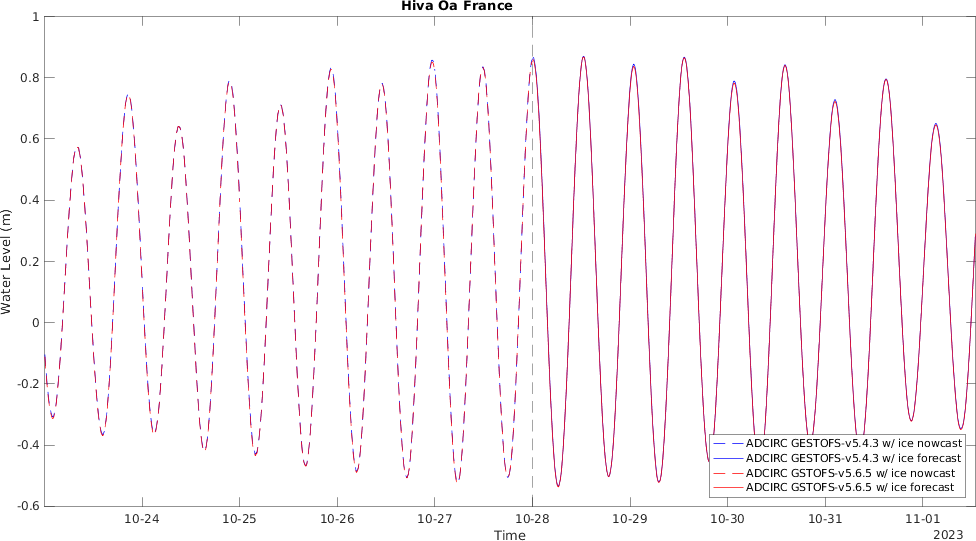 Hiva Oa France
1
0.8
0.6
0.4
0.2
0
-0.2
-0.4
-0.6
Water Level (m)
ADCIRC GESTOFS-v5.4.3 w/ ice nowcast
ADCIRC GESTOFS-v5.4.3 w/ ice forecast
ADCIRC GSTOFS-v5.6.5 w/ ice nowcast
ADCIRC GSTOFS-v5.6.5 w/ ice forecast
10-24 10-25 10-26 10-27 10-28 10-29 10-30 10-31 11-01
Time
2023